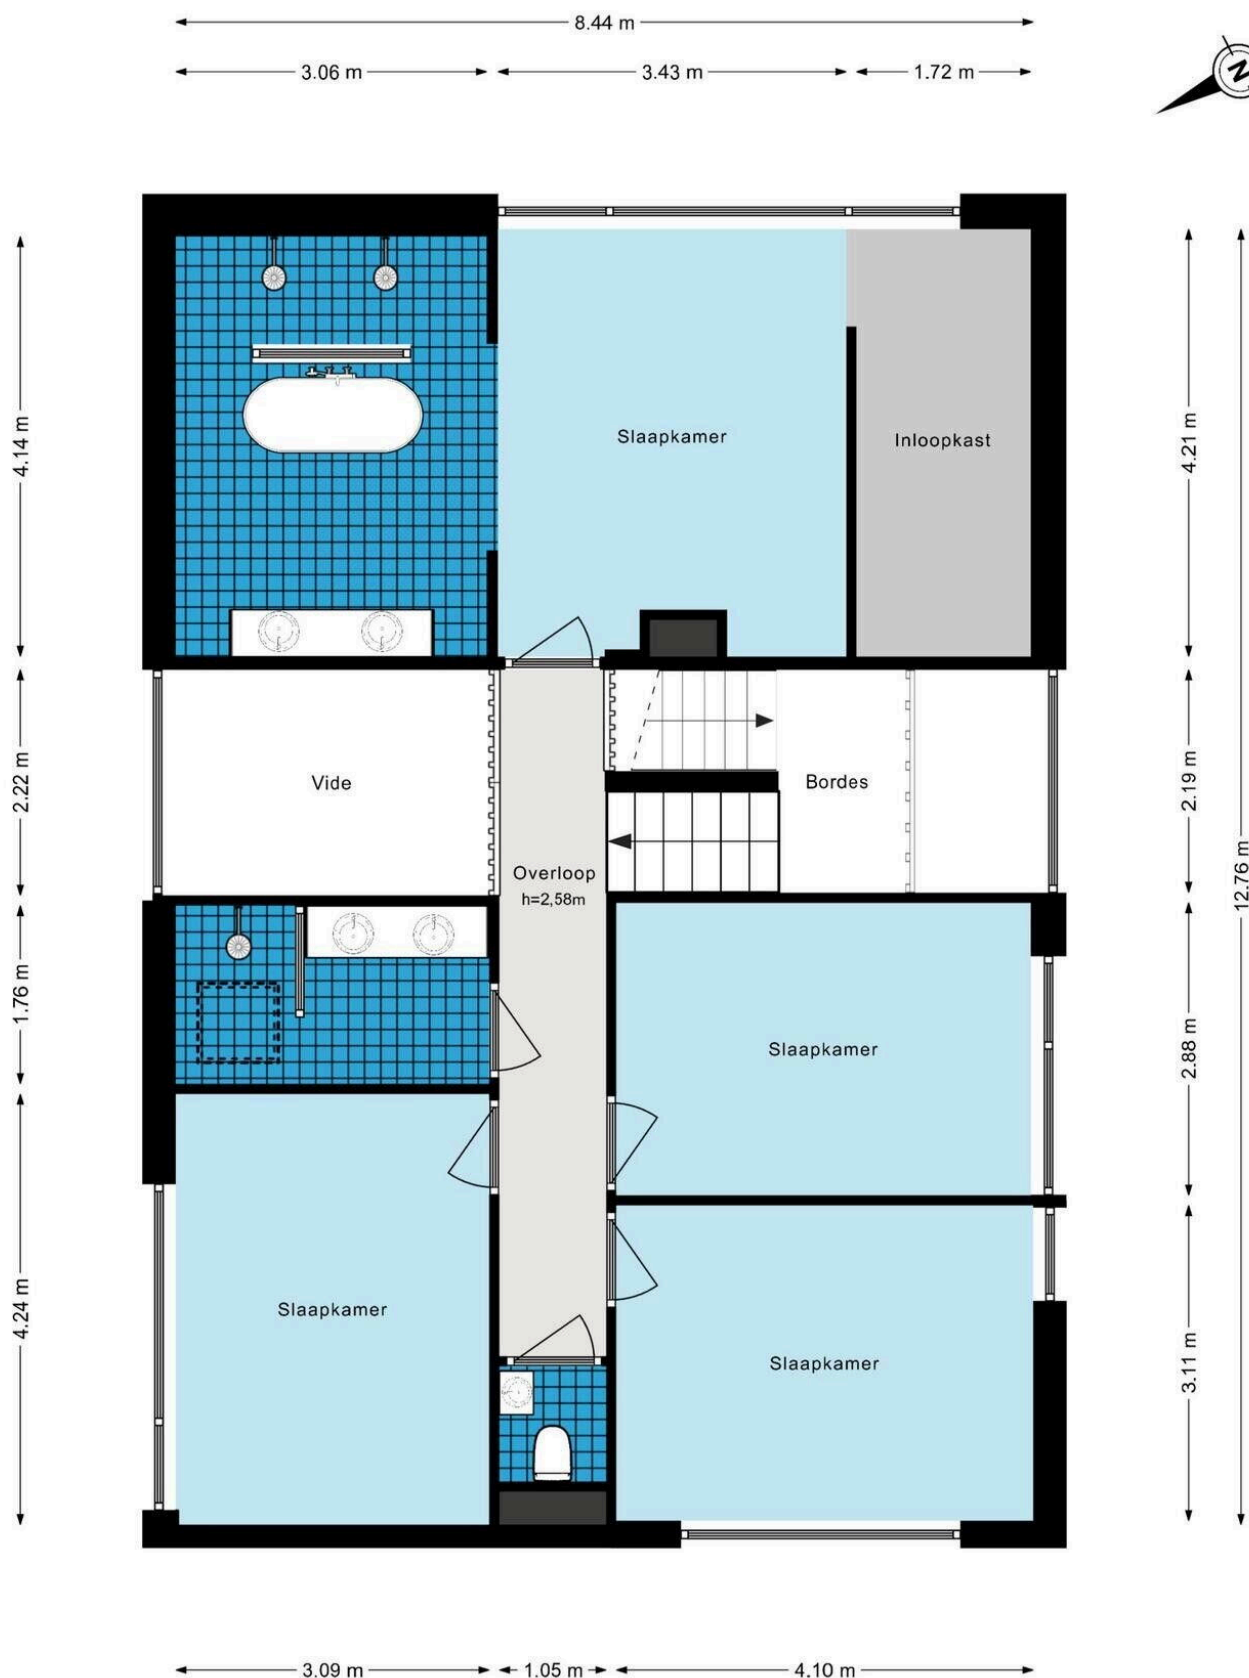 8.44 m
3.06 m
3.43 m
1.72 m
N
4.14 m
4.21 m
Slaapkamer
Inloopkast
2.22 m
2.19 m
Vide
Bordes
12.76 m
Overloop
h=2,58m
1.76 m
2.88 m
Slaapkamer
4.24 m
3.11 m
Slaapkamer
Slaapkamer
3.09 m
1.05 m
4.10 m